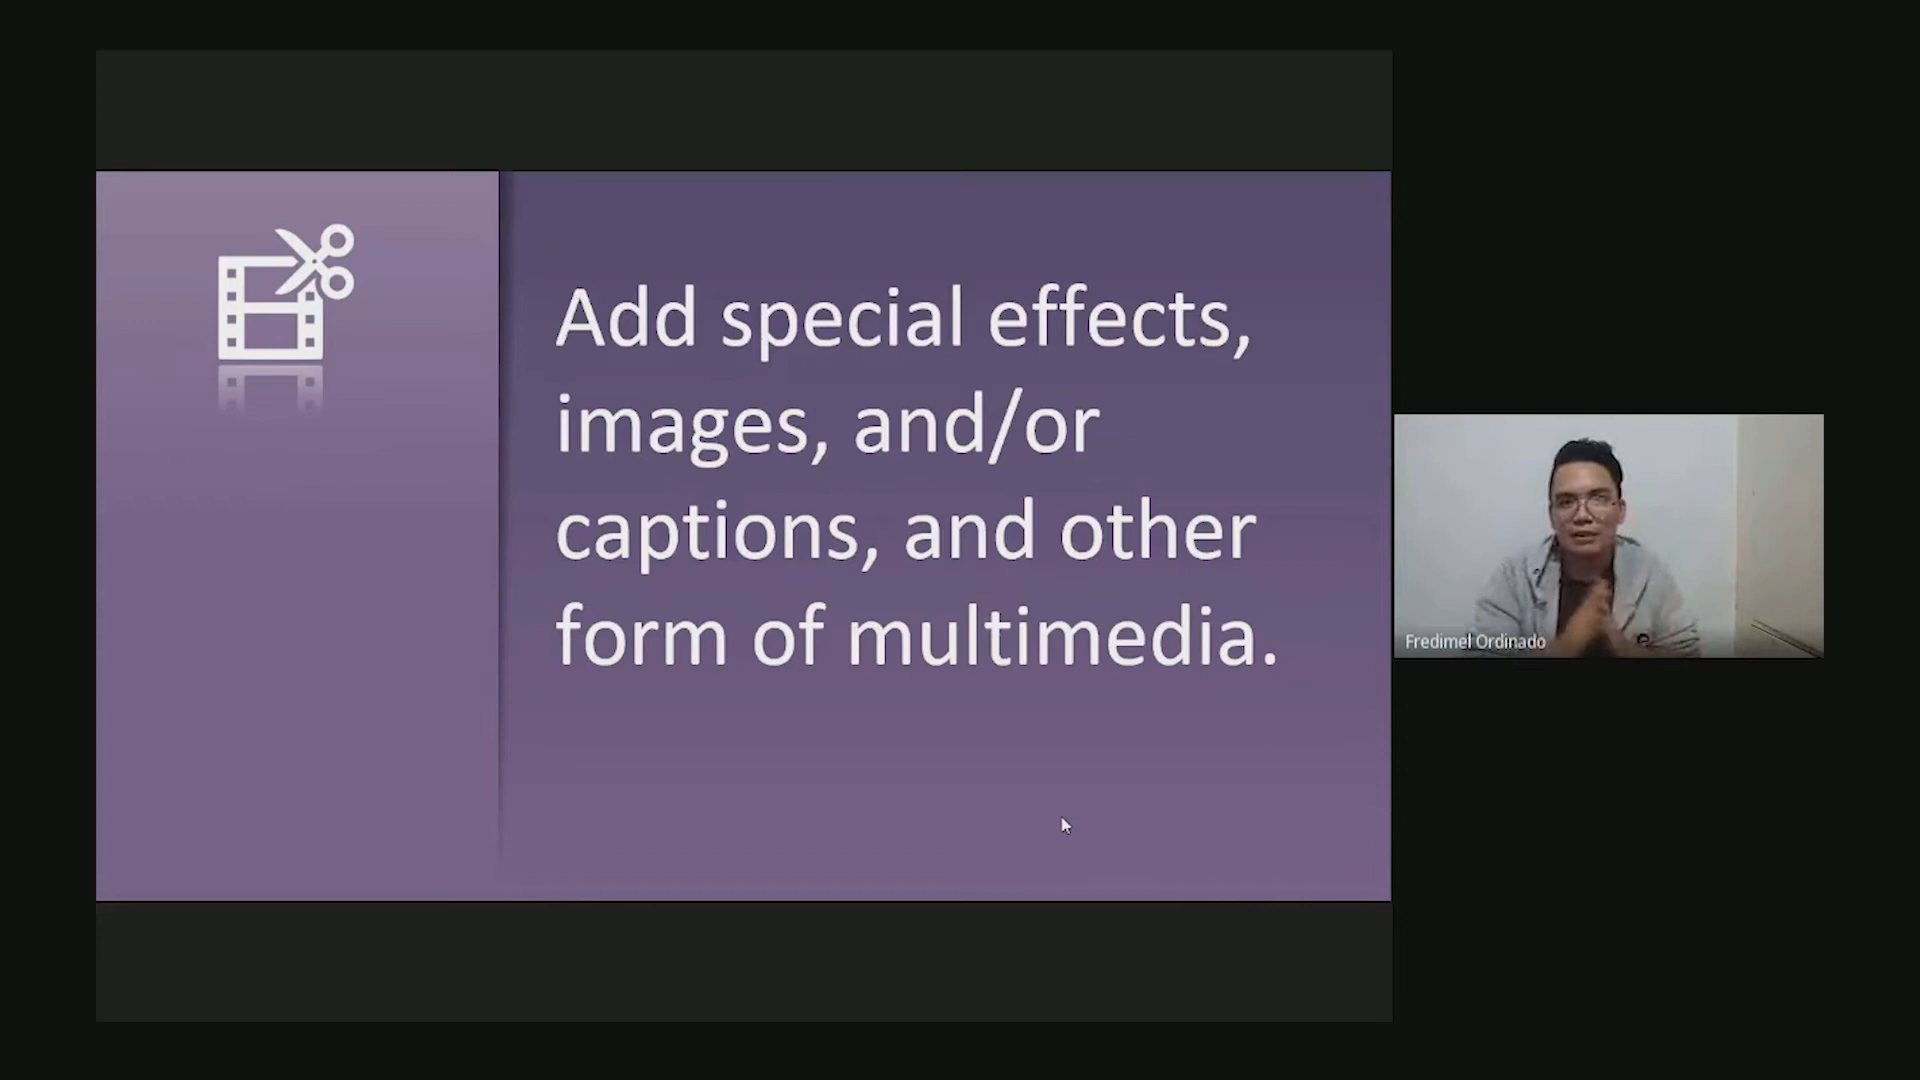 Add special effects,
images, and/or
captions, and other
form of multimedia.
Fredimel Ordinado